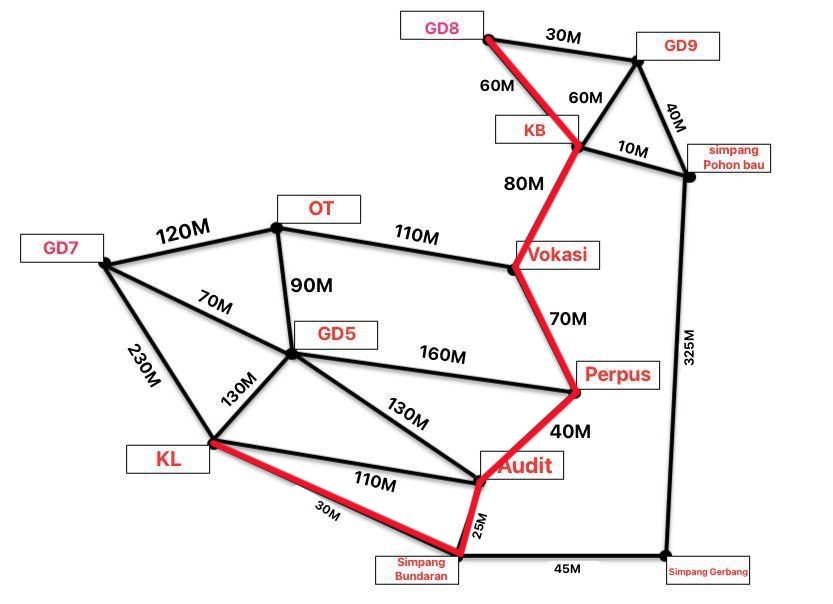 GD8
30M
GD9
60M
60M
40M
KB
10M
simpang
Pohon bau
80M
OT
GD7
120M
110M
Vokasi
90M
70M
GD5
70M
325M
160M
230M
130M
130M
Perpus
40M
KL
110M
Audit
30M
25M
Simpang
Bundaran
45M
Simpang Gerbang